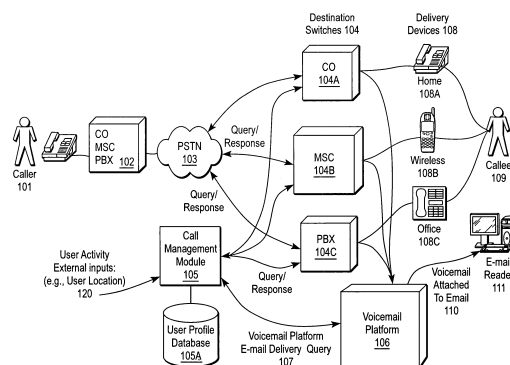 Destination
Switches 104
Delivery
Devices 108
CO
104A
Home
108A
CO
MSC
PBX 102
PSTN
103
Query/
Response
MSC
104B
Wireless
108B
Caller
101
Callee
109
Query/
Response
PBX
104C
Office
108C
User Activity
External inputs:
(e.g., User Location)
120
Call
Management
Module
105
Query/
Response
Voicemail
Attached
To Email
110
E-mail
Reader
111
User Profile
Database
105A
Voicemail Platform
E-mail Delivery Query
107
Voicemail
Platform
106